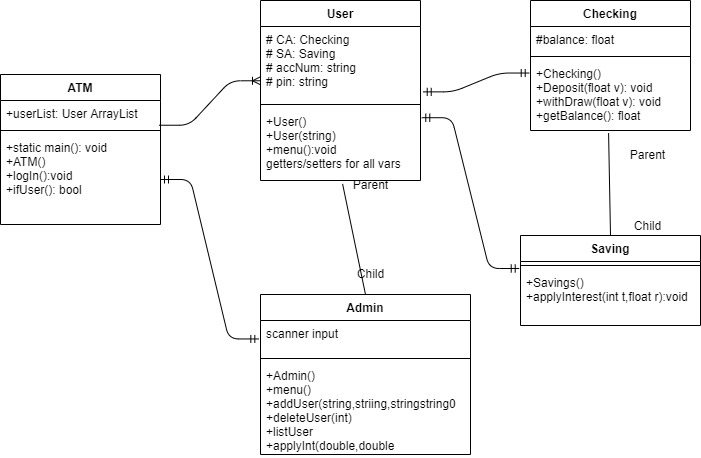 ATM
+userList: User ArrayList
+static main(): void
+ATM()
+logIn():void
+ifUser(): bool
User
# CA: Checking
# SA: Saving
# accNum: string
# pin: string
+User()
+User(string)
+menu():void
getters/setters for all vars
Checking
#balance: float
+Checking()
+Deposit(float v): void
+withDraw(float v): void
+getBalance(): float
Parent
Child
Parent
Child
Saving
+Savings()
+applyInterest(int t,float r):void
Admin
scanner input
+Admin()
+menu()
+addUser(string,striing,stringstring0
+deleteUser(int)
+listUser
+applyInt(double,double